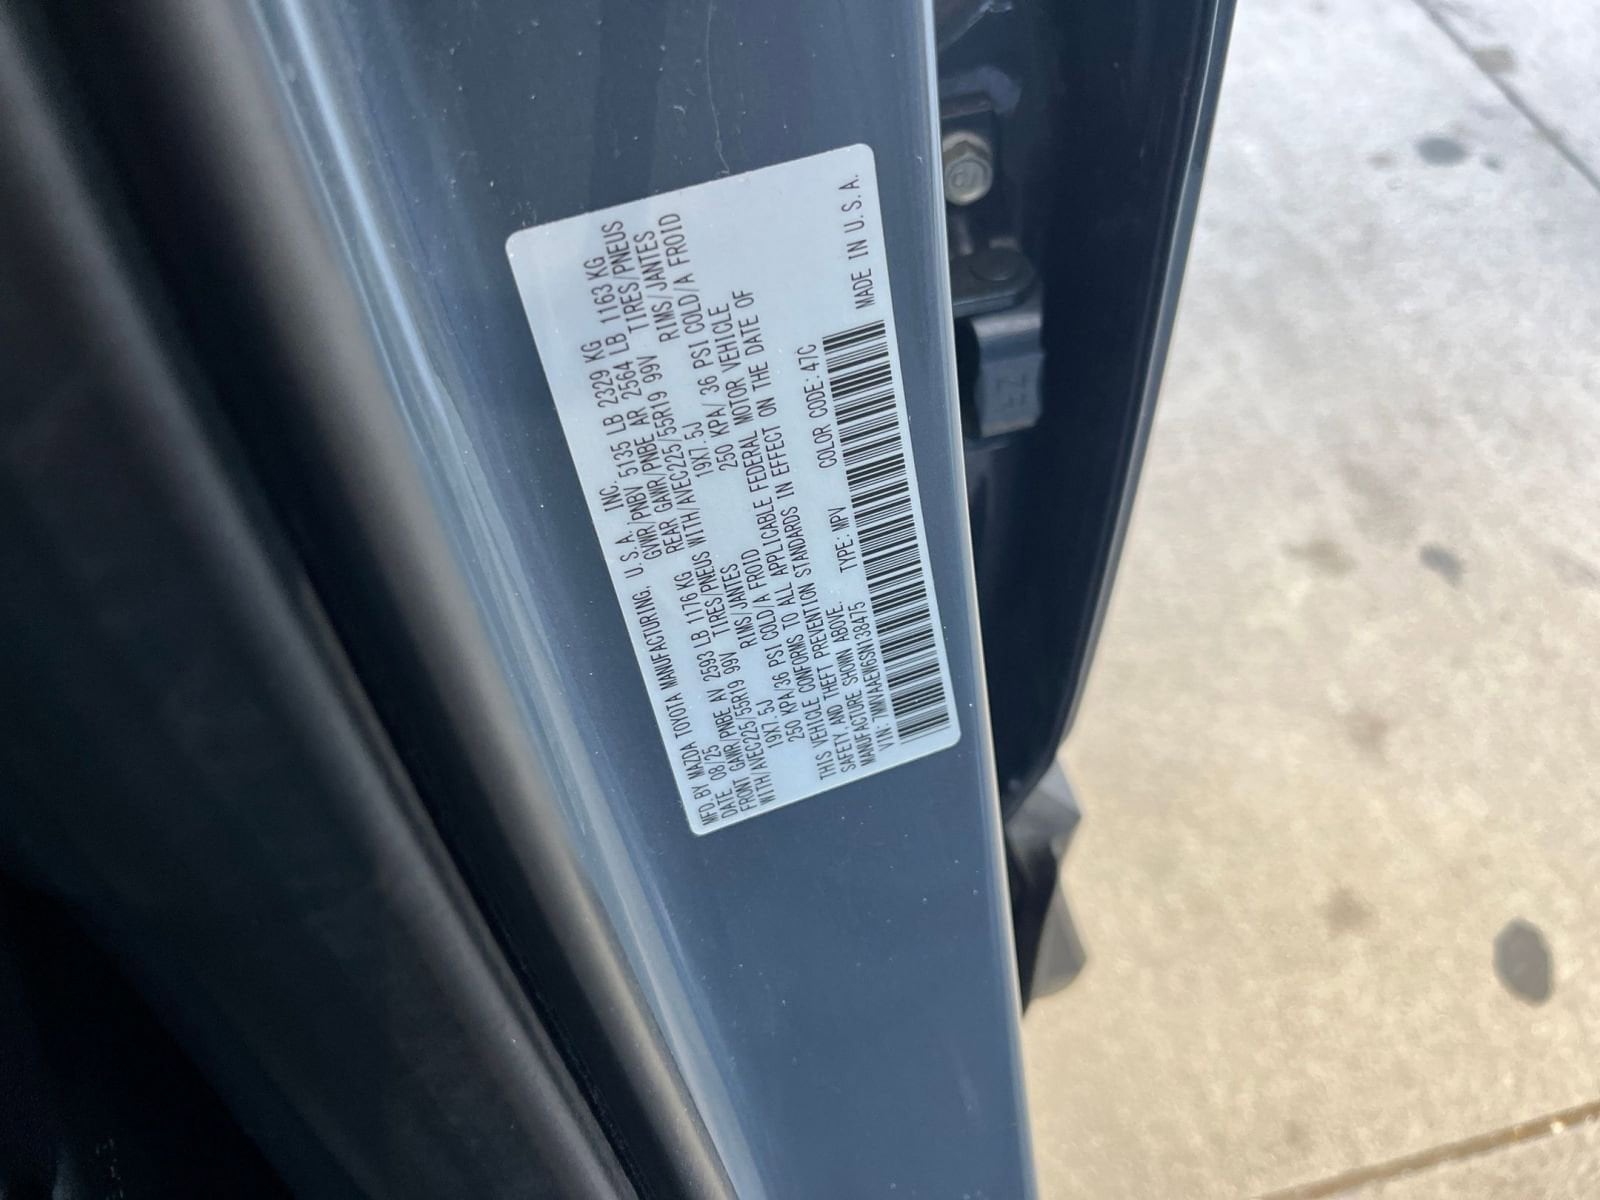 MFD.BY MAZDA TOYOTA MANUFACTURING, U.S.A., INC.
DATE 08/25 GVWR/PNBV 5135 LB 2329 KG
FRONT GAWR/PNBE AV 2593 LB 1176 KG REAR GAWR/PNBE AR 2564 LB 1163 KG
WITH/AVEC225/55R19 99V TIRES/PNEUS WITH/AVEC225/55R19 99V TIRES/PNEUS
19X7.5J RIMS/JANTES 19X7.5J RIMS/JANTES
250 KPA/36 PSI COLD/A FROID 250 KPA/36 PSI COLD/A FROID
THIS VEHICLE CONFORMS TO ALL APPLICABLE FEDERAL MOTOR VEHICLE
SAFETY AND THEFT PREVENTION STANDARDS IN EFFECT ON THE DATE OF
MANUFACTURE SHOWN ABOVE.
VIN:7MMVAAEW6SN138475 TYPE:MPV COLOR CODE:47C
MADE IN U.S.A.